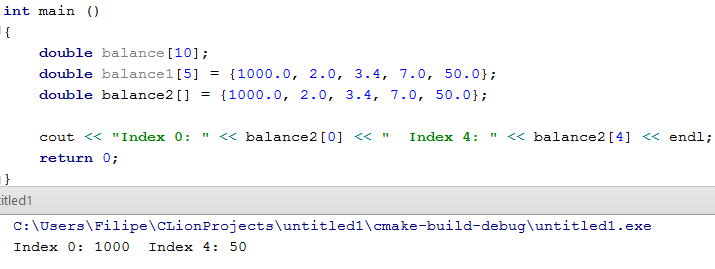 int main ()
{
    double balance[10];
    double balance1[5] = {1000.0, 2.0, 3.4, 7.0, 50.0};
    double balance2[] = {1000.0, 2.0, 3.4, 7.0, 50.0};

    cout << "Index 0: " << balance2[0] << "  Index 4: " << balance2[4] << endl;
    return 0;
}
titled1
C:\Users\Filipe\CLionProjects\untitled1\cmake-build-debug\untitled1.exe
Index 0: 1000  Index 4: 50